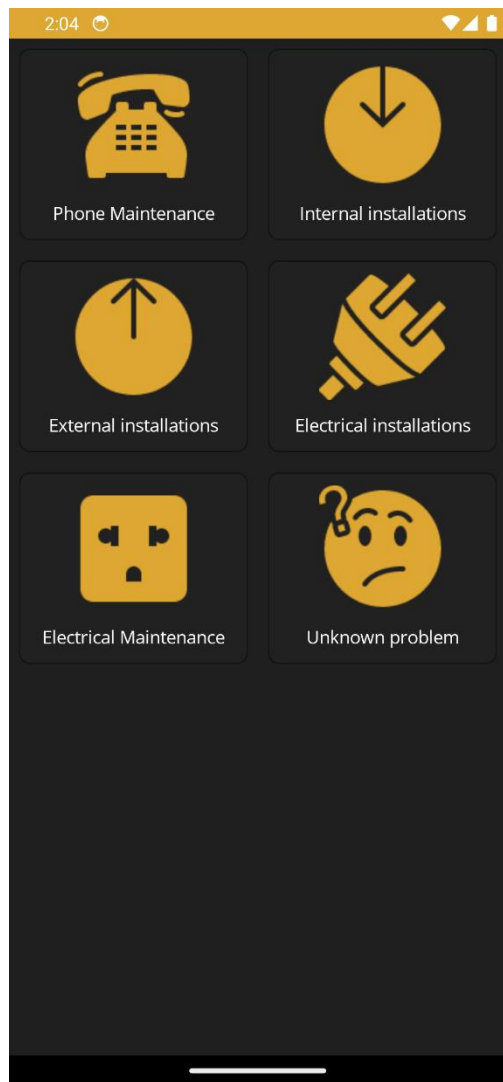 2:04
Phone Maintenance
Internal installations
External installations
Electrical installations
Electrical Maintenance
Unknown problem